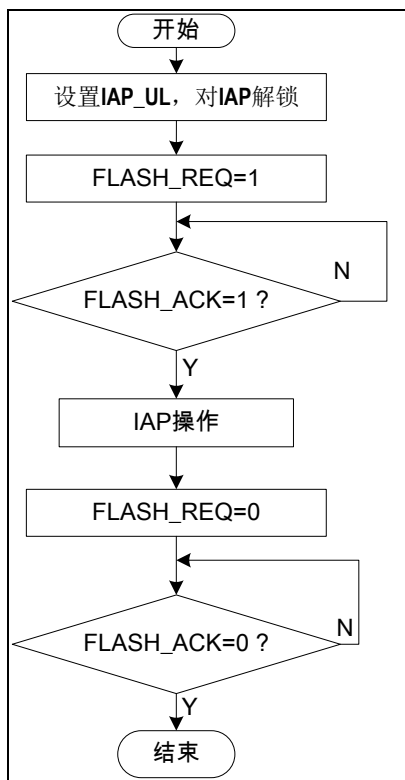 开始
设置IAP_UL，对IAP解锁
FLASH_REQ=1
FLASH_ACK=1 ?
N
Y
IAP操作
FLASH_REQ=0
FLASH_ACK=0 ?
N
Y
结束